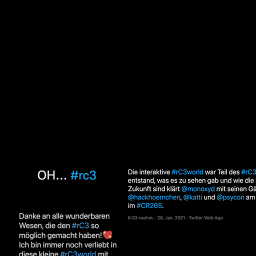 OH... #rc3
Die interaktive #rC3world war Teil des #rC3
entstand, was es zu sehen gab und wie die
Zukunft sind klärt @monoxyd mit seinen Gä
@hackhoernchen, @katti und @psycon am
im #CR265.
6:33 nachm. · 26. Jan. 2021 · Twitter Web App
Danke an alle wunderbaren
Wesen, die den #rC3 so
möglich gemacht haben!💖
Ich bin immer noch verliebt in
diese kleine #rC3world mit